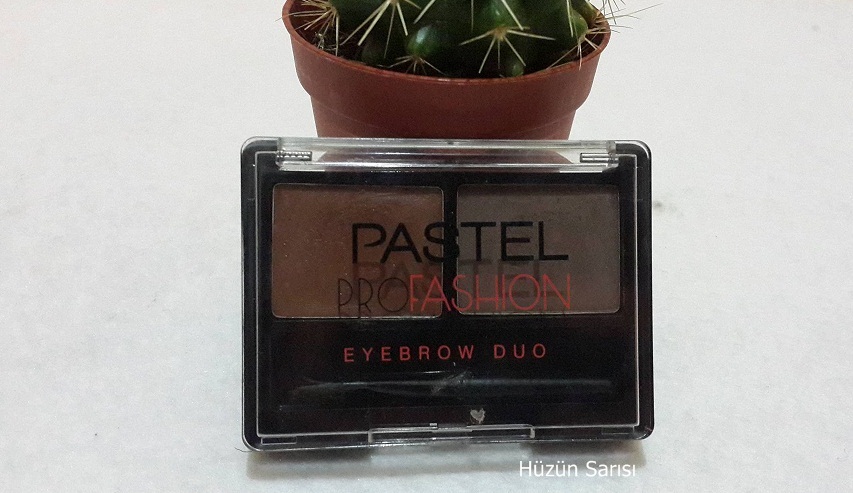 PASTEL
PROFASHION
EYEBROW DUO
Hüzün Sarısı